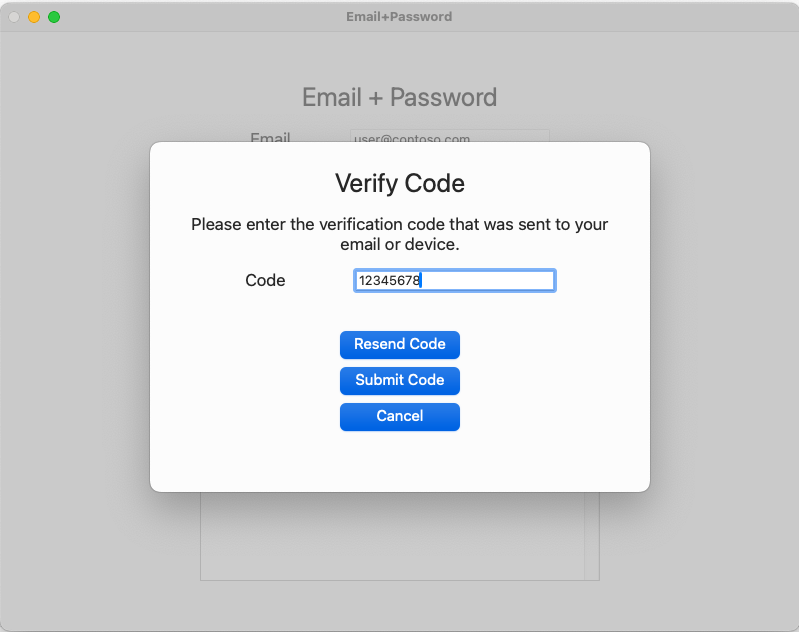 Email+Password
Email + Password
Email user@contoso.com
Verify Code
Please enter the verification code that was sent to your
email or device.
Code 12345678
Resend Code
Submit Code
Cancel